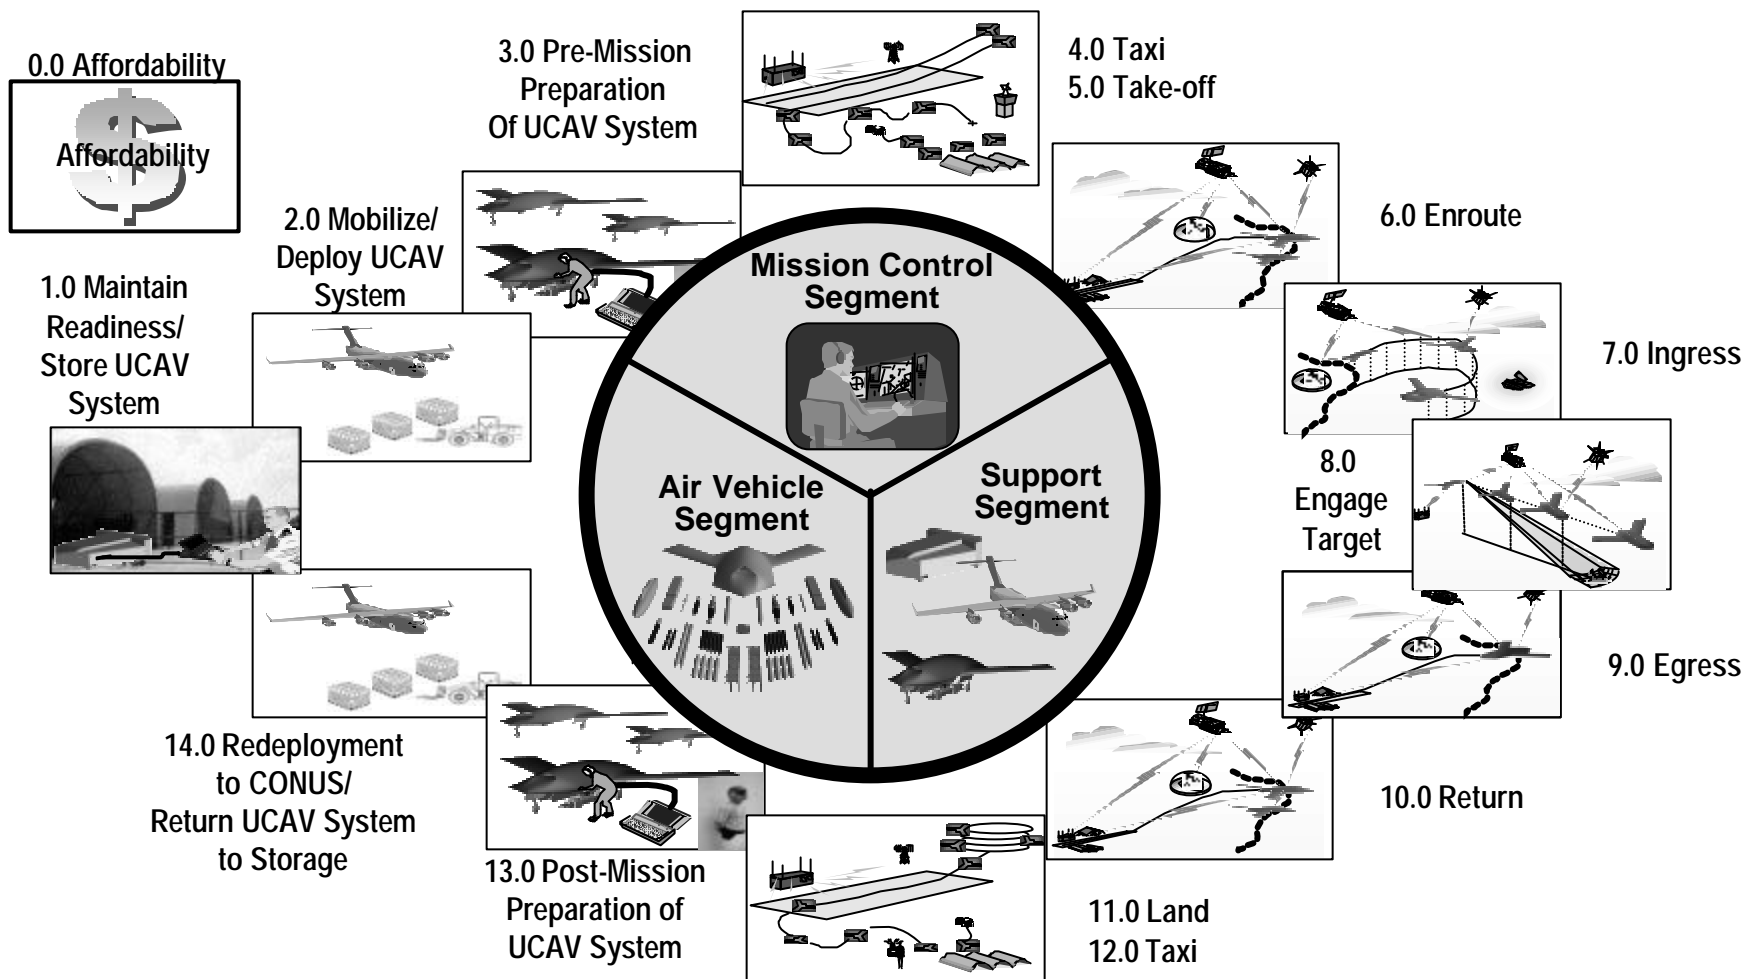 0.0 Affordability
Affordability
1.0 Maintain
Readiness/
Store UCAV
System
2.0 Mobilize/
Deploy UCAV
System
3.0 Pre-Mission
Preparation
Of UCAV System
4.0 Taxi
5.0 Take-off
6.0 Enroute
7.0 Ingress
8.0
Engage
Target
9.0 Egress
10.0 Return
11.0 Land
12.0 Taxi
13.0 Post-Mission
Preparation of
UCAV System
14.0 Redeployment
to CONUS/
Return UCAV System
to Storage
Mission Control
Segment
Air Vehicle
Segment
Support
Segment